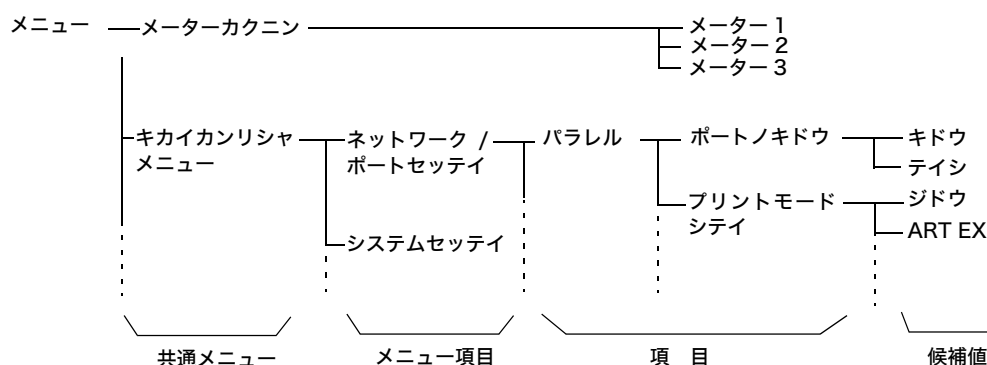 メニュー
メーターカクニン
メーター 1
メーター 2
メーター 3
キカイカンリシャ
メニュー
ネットワーク /
ポートセッテイ
パラレル
ポートノキドウ
キドウ
テイシ
プリントモード
シテイ
ジドウ
ART EX
システムセッテイ
共通メニュー
メニュー項目
項 目
候補値